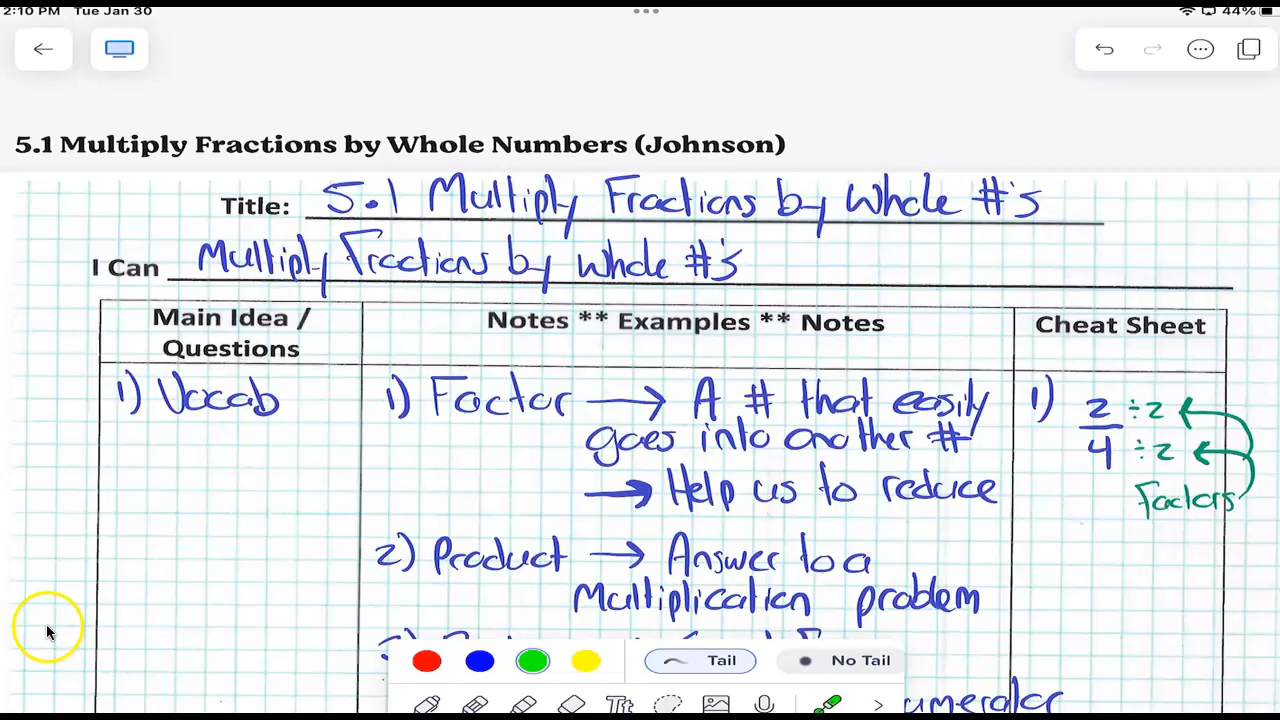 2:10 PM Tue Jan 30 44%
5.1 Multiply Fractions by Whole Numbers (Johnson)
Title: 5.1 Multiply Fractions by Whole #'s
I Can Multiply Fractions by Whole #'s
Main Idea /
Questions
Notes ** Examples ** Notes
Cheat Sheet
1) Vocab
1) Factor → A # that easily
goes into another #
→ Help us to reduce
2) Product → Answer to a
Multiplication problem
1) 2 ÷2
4 ÷2
Factors
Tail
No Tail
Tt
umerator